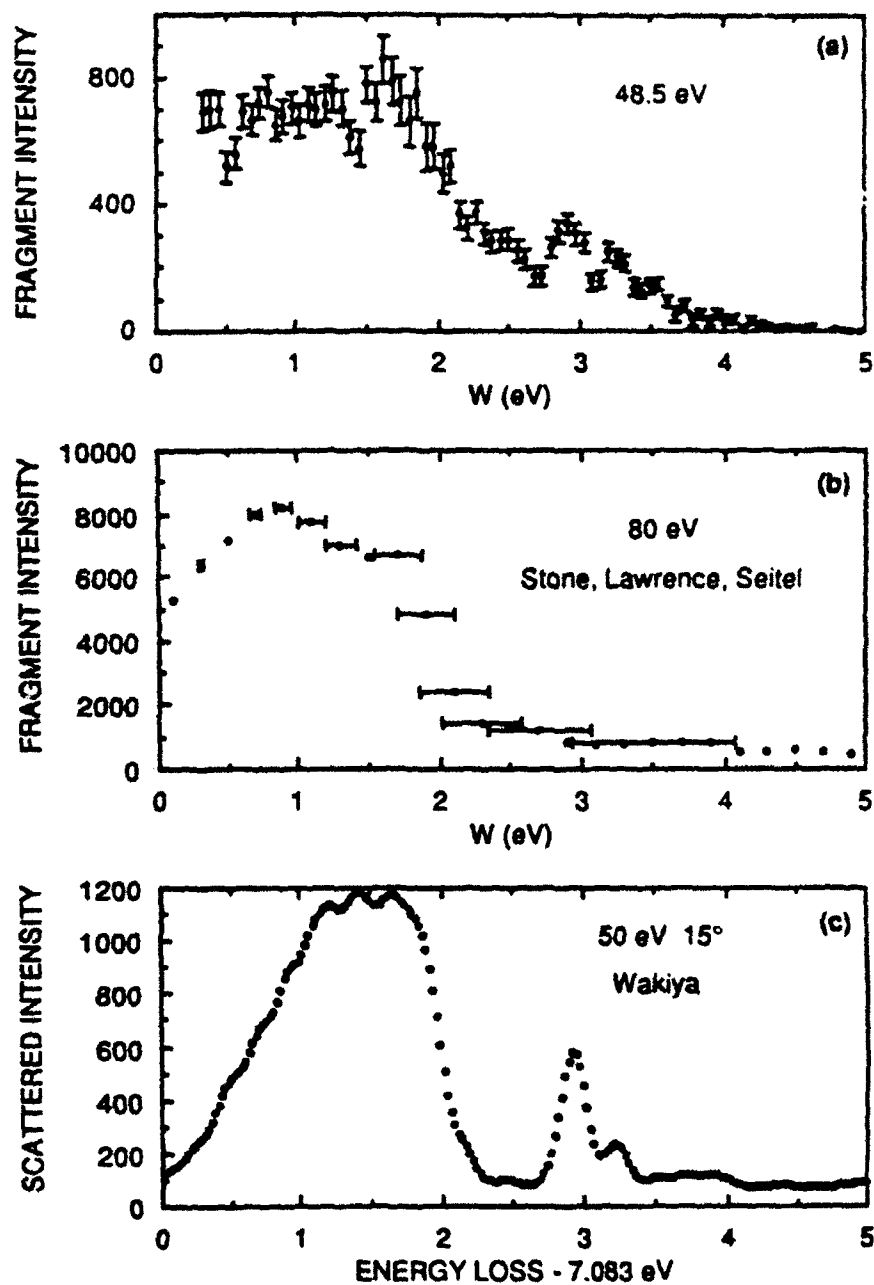 (a)
48.5 eV
FRAGMENT INTENSITY
800
400
0
0 1 2 3 4 5
W (eV)
(b)
80 eV
Stone, Lawrence, Seitel
FRAGMENT INTENSITY
10000
8000
6000
4000
2000
0
0 1 2 3 4 5
W (eV)
(c)
50 eV 15°
Wakiya
SCATTERED INTENSITY
1200
1000
800
600
400
200
0
0 1 2 3 4 5
ENERGY LOSS - 7.083 eV